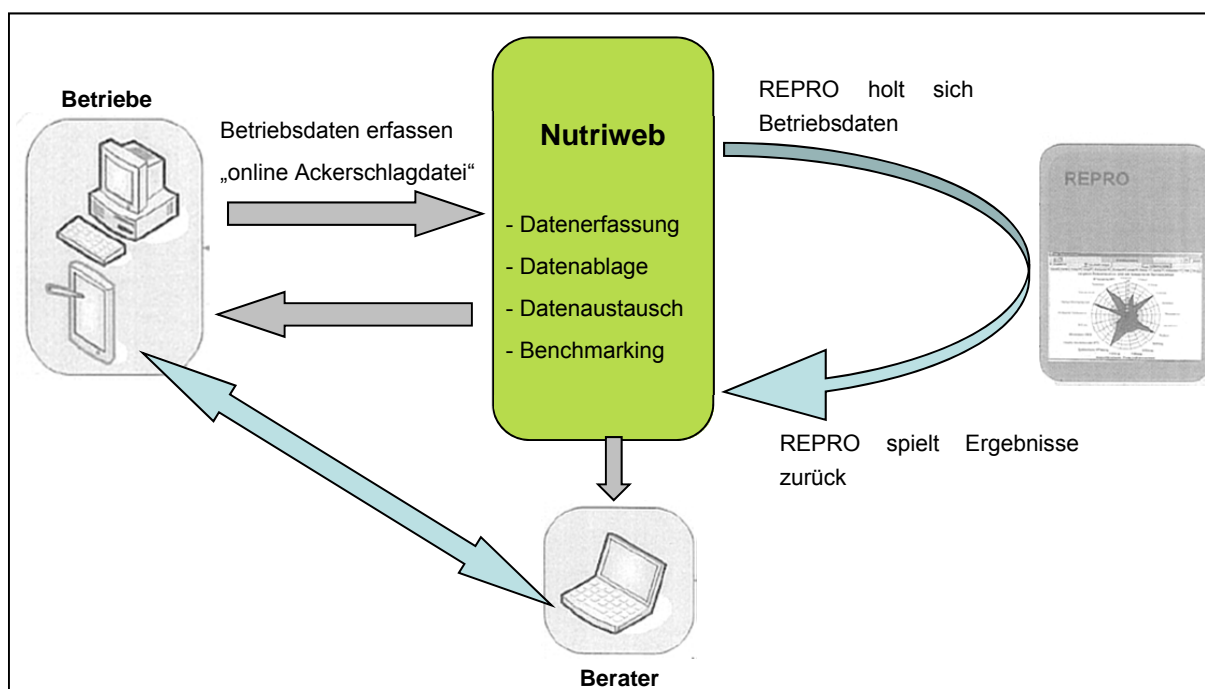 Betriebe
Betriebsdaten erfassen
„online Ackerschlagdatei“
Nutriweb
- Datenerfassung
- Datenablage
- Datenaustausch
- Benchmarking
REPRO holt sich
Betriebsdaten
REPRO
REPRO spielt Ergebnisse
zurück
Berater